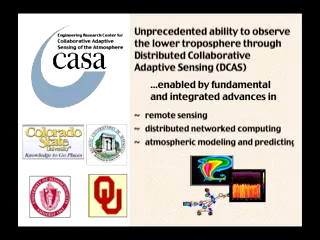 Engineering Research Center for
Collaborative Adaptive
Sensing of the Atmosphere
casa
Unprecedented ability to observe
the lower troposphere through
Distributed Collaborative
Adaptive Sensing (DCAS)
...enabled by fundamental
and integrated advances in
~ remote sensing
~ distributed networked computing
~ atmospheric modeling and predicting
Colorado
State
University
Knowledge to Go Places